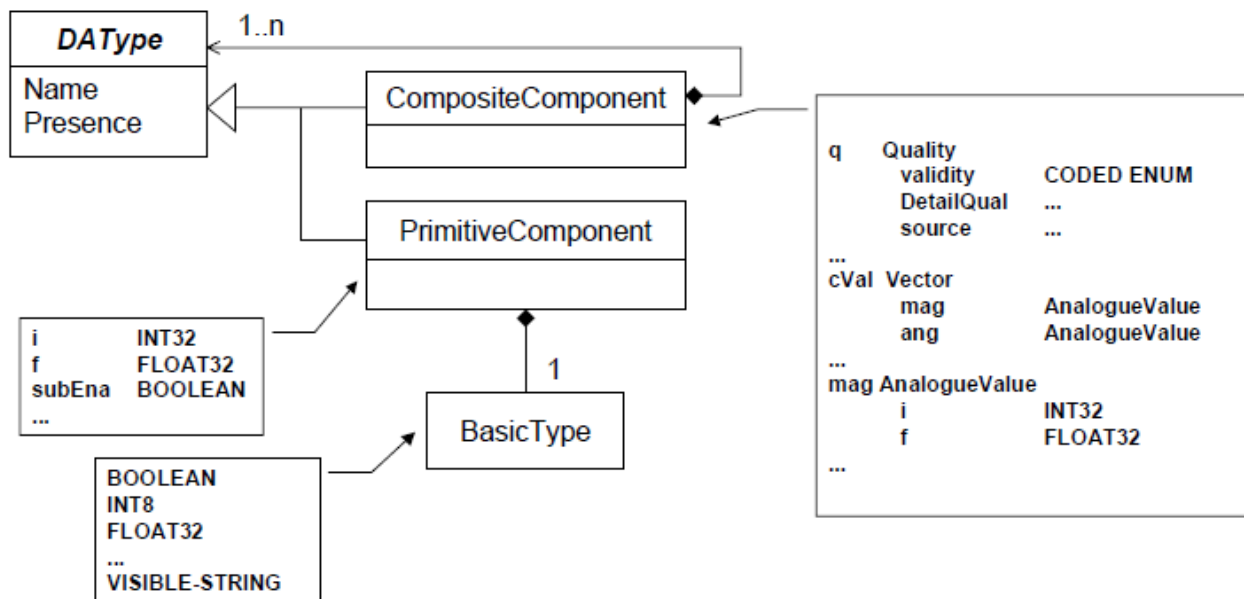 DAType
1..n
Name
Presence
CompositeComponent
PrimitiveComponent
1
BasicType
q Quality
validity CODED ENUM
DetailQual ...
source ...
...
cVal Vector
mag AnalogueValue
ang AnalogueValue
...
mag AnalogueValue
i INT32
f FLOAT32
...
i INT32
f FLOAT32
subEna BOOLEAN
...
BOOLEAN
INT8
FLOAT32
...
VISIBLE-STRING